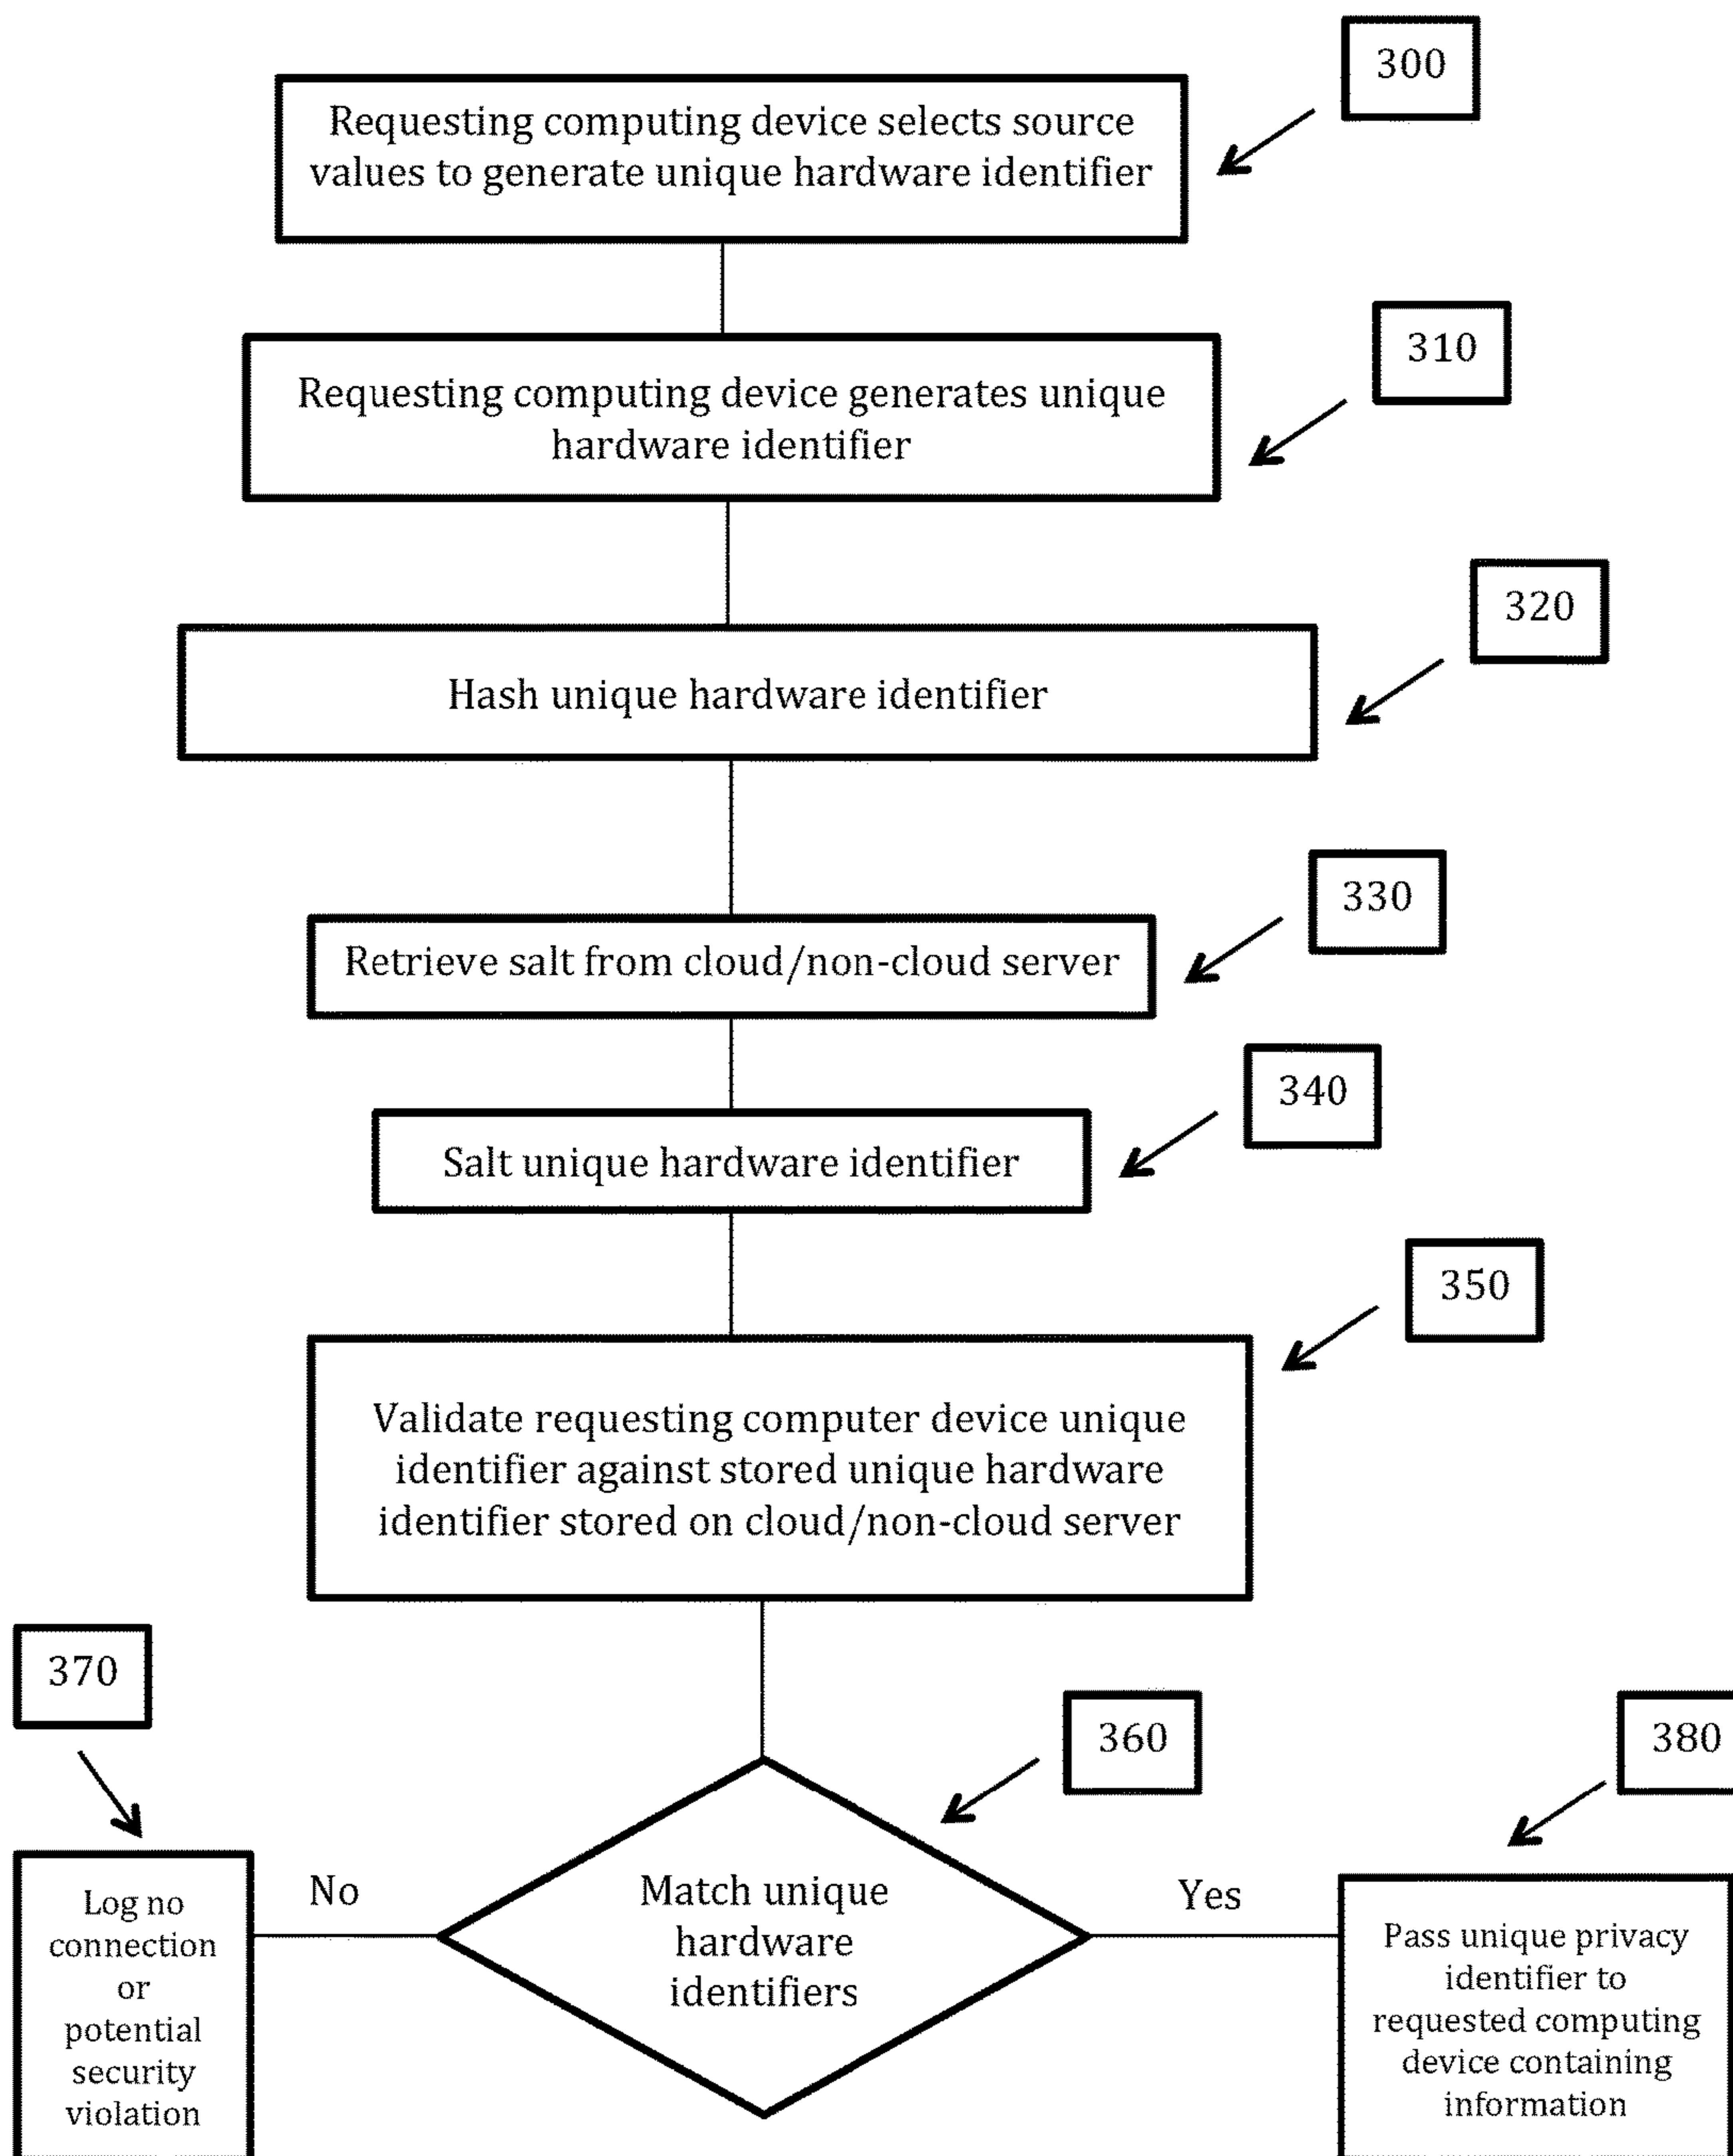 300
Requesting computing device selects source
values to generate unique hardware identifier
310
Requesting computing device generates unique
hardware identifier
320
Hash unique hardware identifier
330
Retrieve salt from cloud/non-cloud server
340
Salt unique hardware identifier
350
Validate requesting computer device unique
identifier against stored unique hardware
identifier stored on cloud/non-cloud server
370
360
380
No
Match unique
hardware
identifiers
Yes
Log no
connection
or
potential
security
violation
Pass unique privacy
identifier to
requested computing
device containing
information